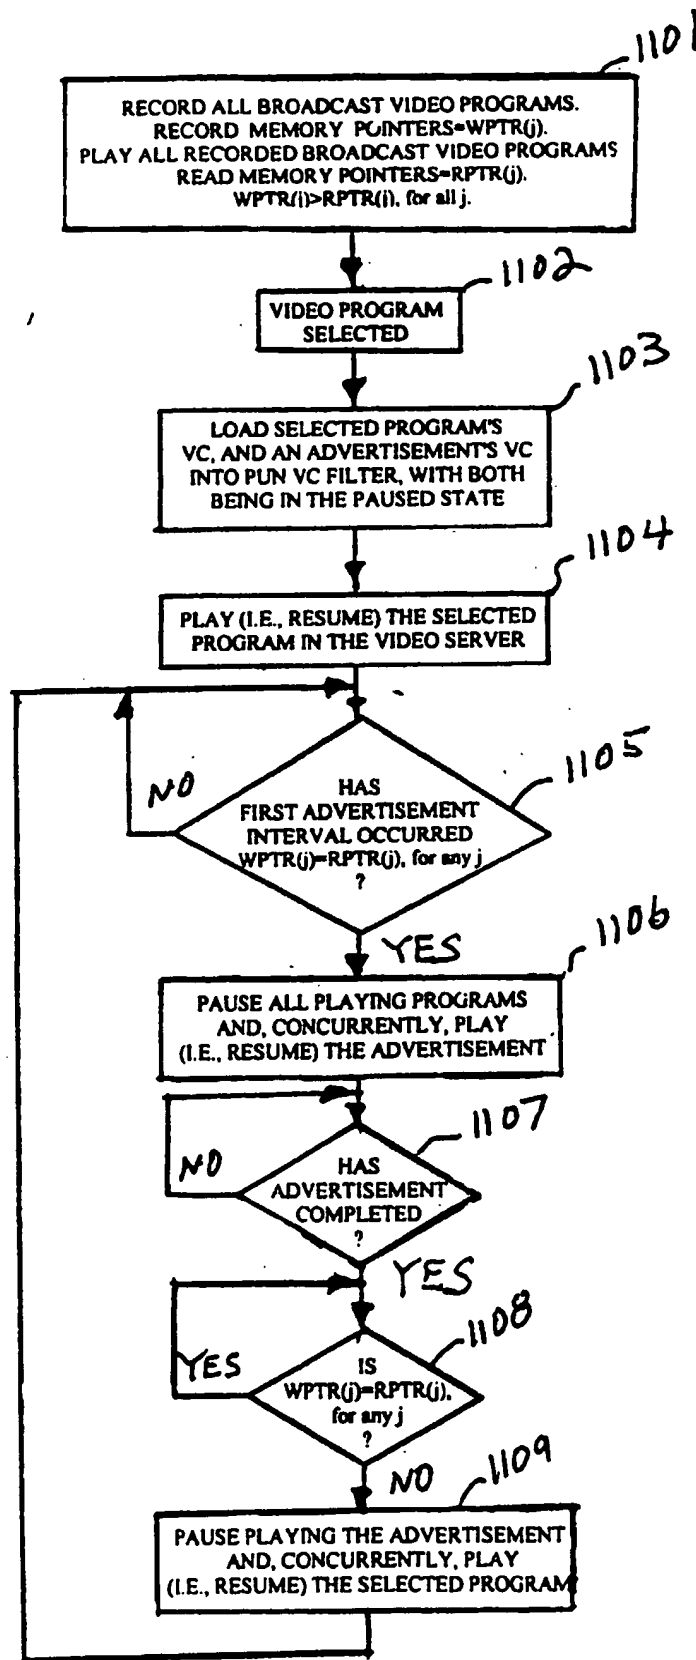 1101
RECORD ALL BROADCAST VIDEO PROGRAMS.
RECORD MEMORY POINTERS=WPTR(j).
PLAY ALL RECORDED BROADCAST VIDEO PROGRAMS
READ MEMORY POINTERS=RPTR(j).
WPTR(j)>RPTR(j), for all j.
1102
VIDEO PROGRAM
SELECTED
1103
LOAD SELECTED PROGRAM'S
VC, AND AN ADVERTISEMENT'S VC
INTO PUN VC FILTER, WITH BOTH
BEING IN THE PAUSED STATE
1104
PLAY (I.E., RESUME) THE SELECTED
PROGRAM IN THE VIDEO SERVER
1105
NO
HAS
FIRST ADVERTISEMENT
INTERVAL OCCURRED
WPTR(j)=RPTR(j), for any j
?
YES
1106
PAUSE ALL PLAYING PROGRAMS
AND, CONCURRENTLY, PLAY
(I.E., RESUME) THE ADVERTISEMENT
1107
NO
HAS
ADVERTISEMENT
COMPLETED
?
YES
1108
YES
IS
WPTR(j)=RPTR(j),
for any j
?
NO
1109
PAUSE PLAYING THE ADVERTISEMENT
AND, CONCURRENTLY, PLAY
(I.E., RESUME) THE SELECTED PROGRAM